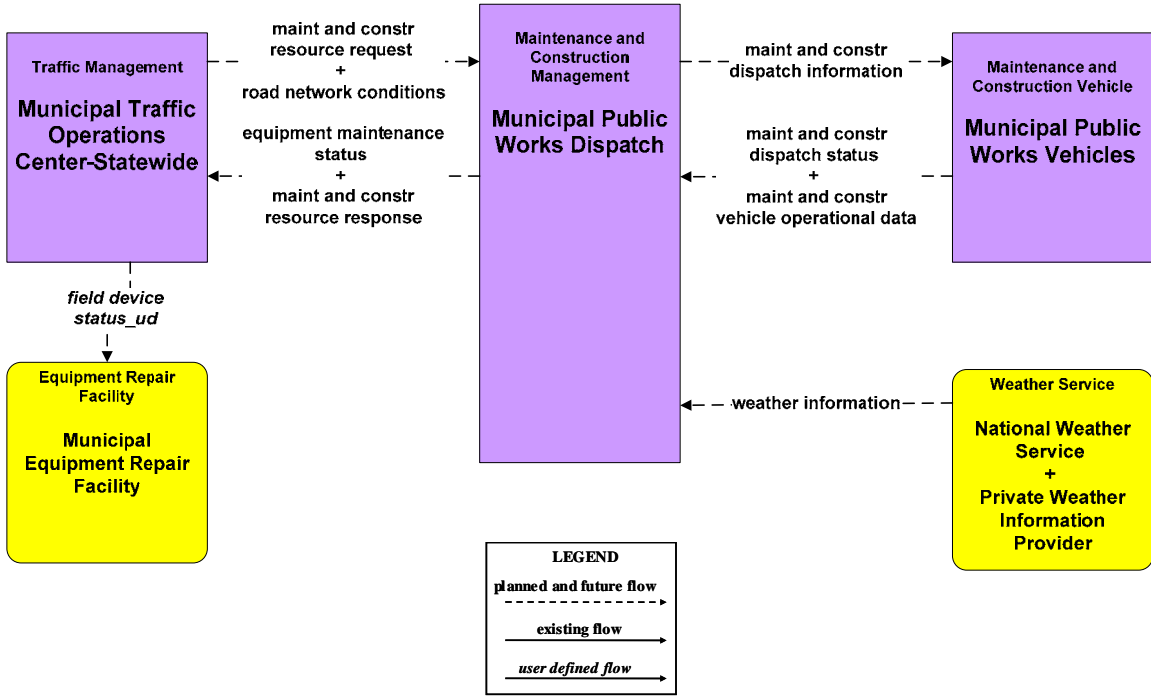 Traffic Management
Municipal Traffic
Operations
Center-Statewide
maint and constr
resource request
+
road network conditions
equipment maintenance
status
+
maint and constr
resource response
Maintenance and
Construction
Management
Municipal Public
Works Dispatch
maint and constr
dispatch information
maint and constr
dispatch status
+
maint and constr
vehicle operational data
Maintenance and
Construction Vehicle
Municipal Public
Works Vehicles
field device
status_ud
Equipment Repair
Facility
Municipal
Equipment Repair
Facility
weather information
Weather Service
National Weather
Service
+
Private Weather
Information
Provider
LEGEND
planned and future flow
existing flow
user defined flow